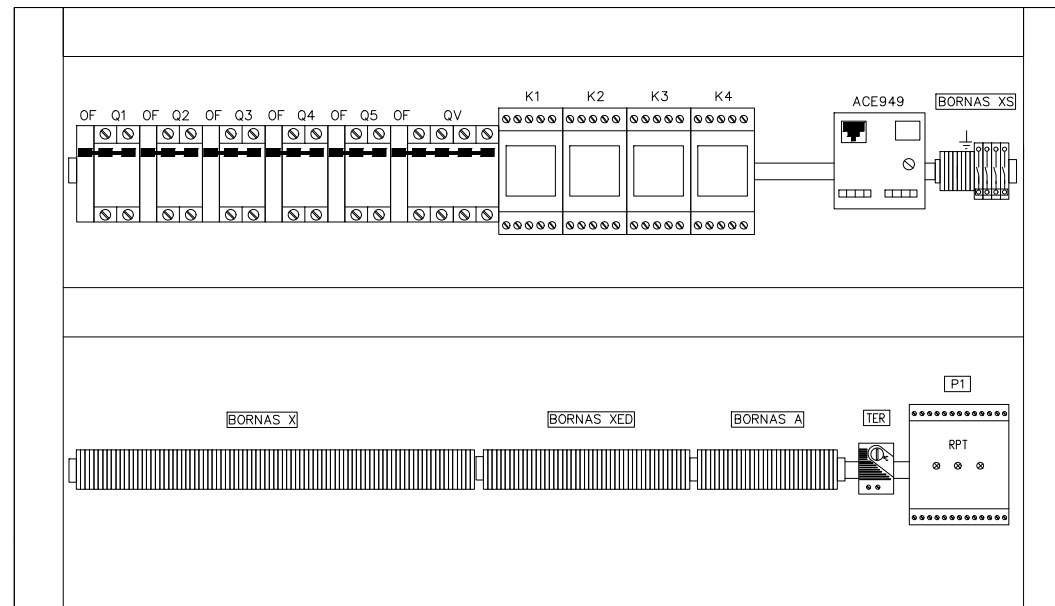 OF Q1 OF Q2 OF Q3 OF Q4 OF Q5 OF QV K1 K2 K3 K4 ACE949 BORNAS XS
P1
BORNAS X BORNAS XED BORNAS A TER
RPT